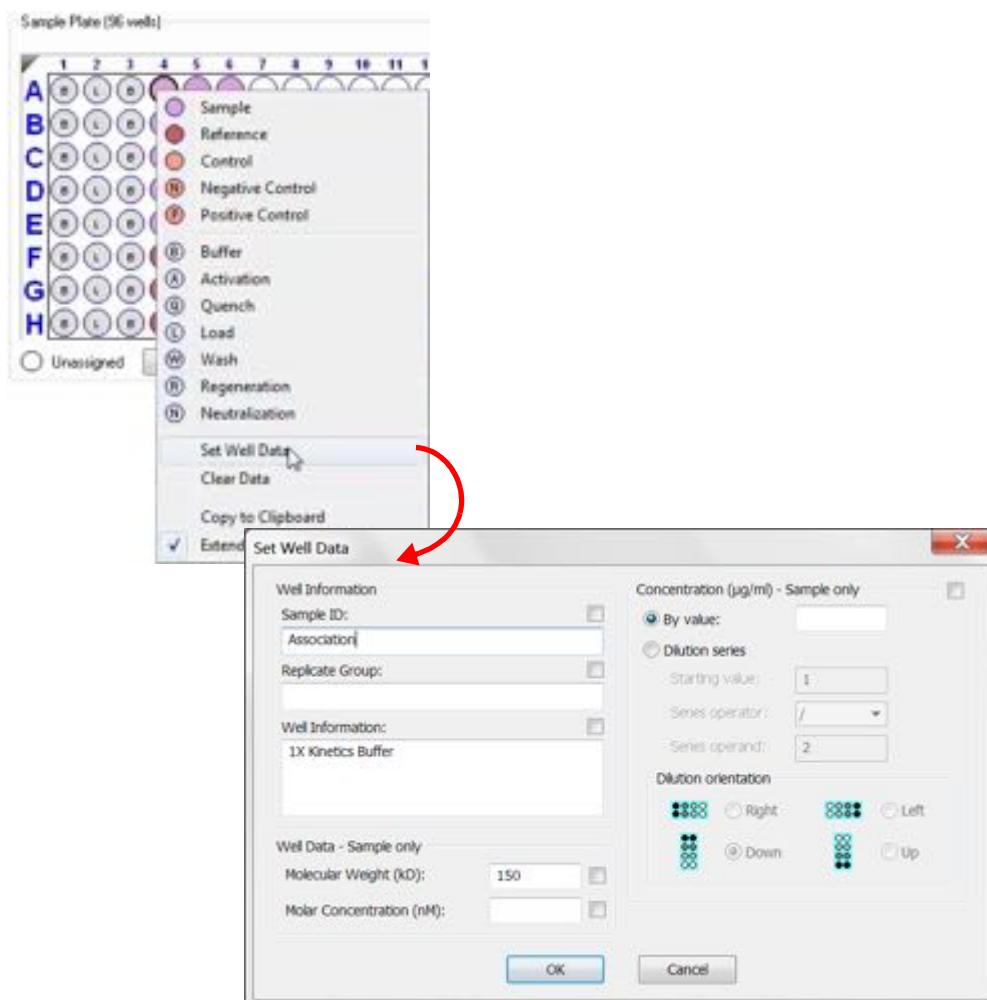 Sample Plate (96 wells)
1 2 3 4 5 6 7 8 9 10 11 1
A B L B
B B L B
C B L B
D B L B
E B L B
F B L B
G B L B
H B L B
Unassigned
Sample
Reference
Control
N Negative Control
P Positive Control
B Buffer
A Activation
Q Quench
L Load
W Wash
R Regeneration
N Neutralization
Set Well Data
Clear Data
Copy to Clipboard
Extend
Set Well Data
Well Information
Sample ID:
Association
Replicate Group:
Well Information:
1X Kinetics Buffer
Well Data - Sample only
Molecular Weight (kD): 150
Molar Concentration (nM):
Concentration (µg/ml) - Sample only
By value:
Dilution series
Starting value: 1
Series operator: /
Series operand: 2
Dilution orientation
Right Left
Down Up
OK Cancel